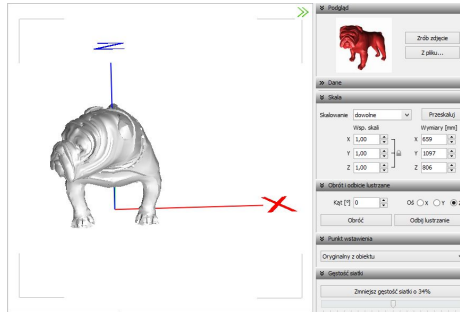 Podgląd
Zrób zdjęcie
Z pliku...
Dane
Skala
Skalowanie dowolne Przeskaluj
Wsp. skali Wymiary [mm]
X 1,00 X 659
Y 1,00 Y 1097
Z 1,00 Z 806
Obrót i odbicie lustrzane
Kąt [°] 0 Oś X Y Z
Obróć Odbij lustrzanie
Punkt wstawienia
Oryginalny z obiektu
Gęstość siatki
Zmniejsz gęstość siatki o 34%
Z
X